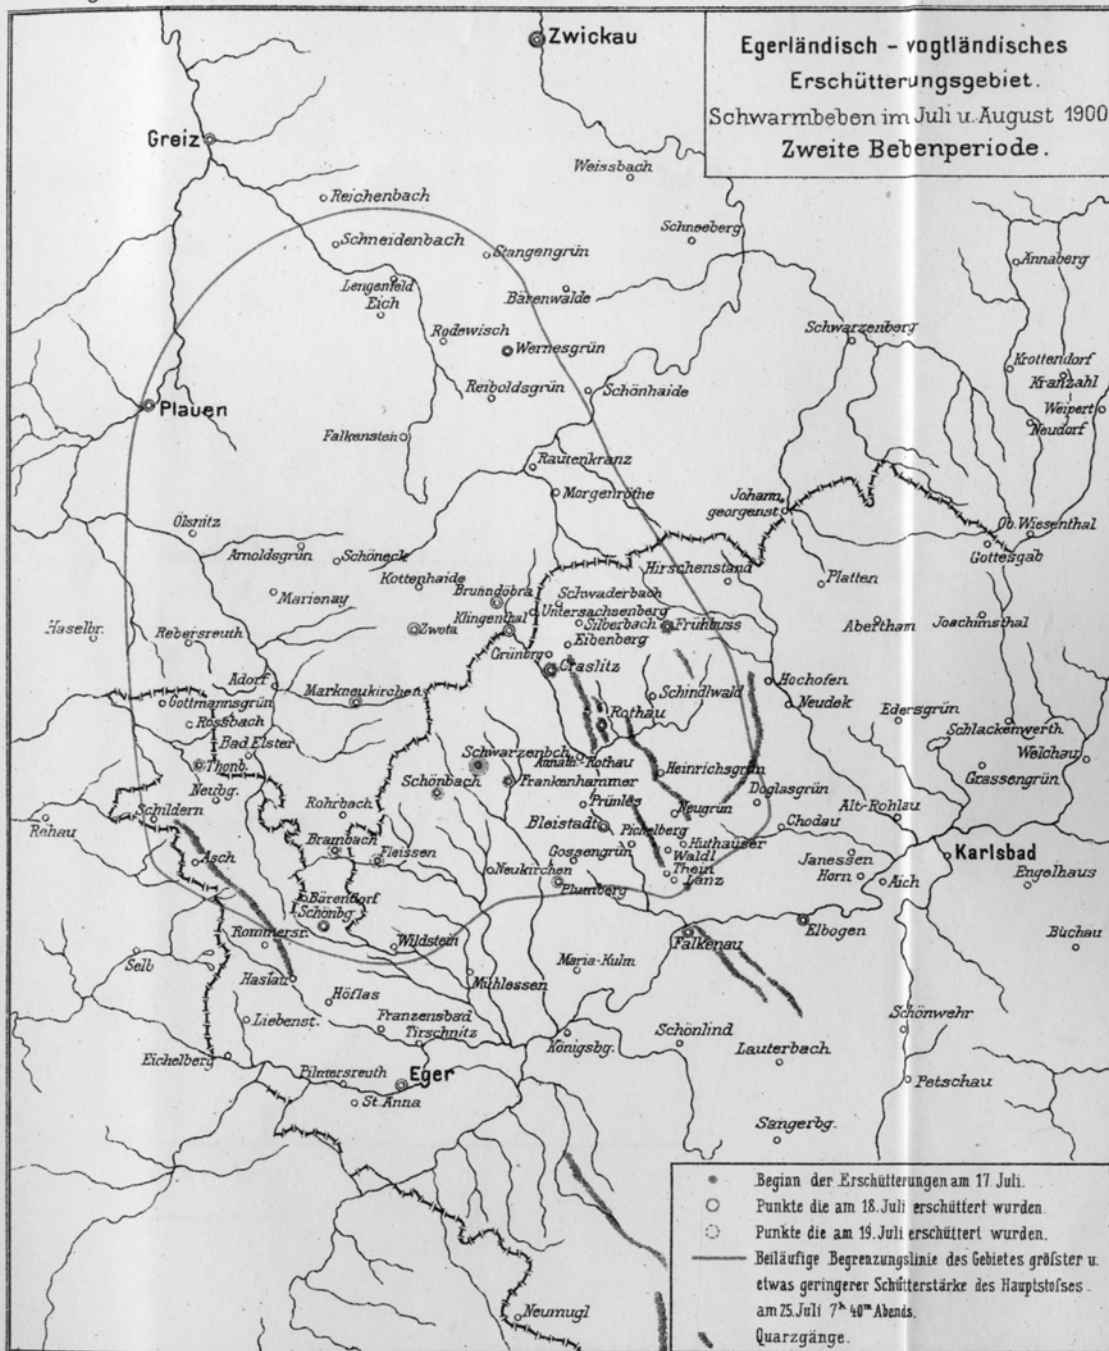 Zwickau
Egerländisch - vogtländisches
Erschütterungsgebiet.
Schwarmbeben im Juli u. August 1900
Zweite Bebenperiode.
Greiz
Weissbach
Reichenbach
Schneeberg
Schneidenbach
Stangengrün
Annaberg
Lengenfeld
Eich
Bärenwalde
Rodewisch
Schwarzenberg
Wernesgrün
Krottendorf
Kranzahl
Reiboldsgrün
Schönhaide
Weipert
Plauen
Neudorf
Falkenstein
Rautenkranz
Morgenröthe
Johann
georgenst.
Ölsnitz
Ob. Wiesenthal
Arnoldsgrün
Schöneck
Gottesgab
Kottenhaide
Hirschenstand
Platten
Marienay
Brunndöbra
Schwaderbach
Klingenthal
Untersachsenberg
Haselbr.
Rebersreuth
Zwota
Silberbach
Frühbuss
Abertham
Joachimsthal
Eibenberg
Grünbrg
Graslitz
Adorf
Markneukirchen
Schindlwald
Hochofen
Gottmannsgrün
Neudek
Rossbach
Rothau
Edersgrün
Schlackenwerth
Bad Elster
Schwarzenbch.
Annath.-Rothau
Welchau
Thonb.
Heinrichsgrün
Grassengrün
Schönbach
Frankenhammer
Neubg.
Rohrbach
Prünles
Neugrün
Doglasgrün
Schildern
Alt-Rohlau
Rehau
Bleistadt
Pichelberg
Chodau
Brambach
Fleissen
Gossengrün
Huthäuser
Waldl
Janessen
Karlsbad
Asch
Neukirchen
Thein
Horn
Aich
Engelhaus
Plumberg
Lanz
Bärendorf
Schönbg.
Elbogen
Rommersr.
Wildstein
Falkenau
Buchau
Selb
Maria-Kulm
Haslau
Mühlessen
Höflas
Liebenst.
Franzensbad
Tirschnitz
Schönwehr
Königsbg.
Schönlind
Eichelberg
Lauterbach
Pilmersreuth
Eger
Petschau
St. Anna
Sangerbg.
Neumugl
Beginn der Erschütterungen am 17. Juli.
Punkte die am 18. Juli erschüttert wurden.
Punkte die am 19. Juli erschüttert wurden.
Beiläufige Begrenzungslinie des Gebietes größter u.
etwas geringerer Schütterstärke des Hauptstoßes
am 25. Juli 7ʰ 40ᵐ Abends.
Quarzgänge.